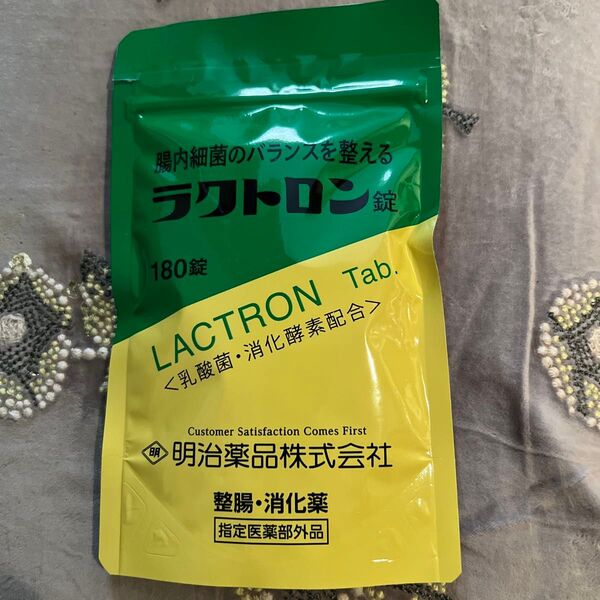 腸内細菌のバランスを整える
ラクトロン錠
180錠
LACTRON Tab.
<乳酸菌・消化酵素配合>
Customer Satisfaction Comes First
明 明治薬品株式会社
整腸・消化薬
指定医薬部外品